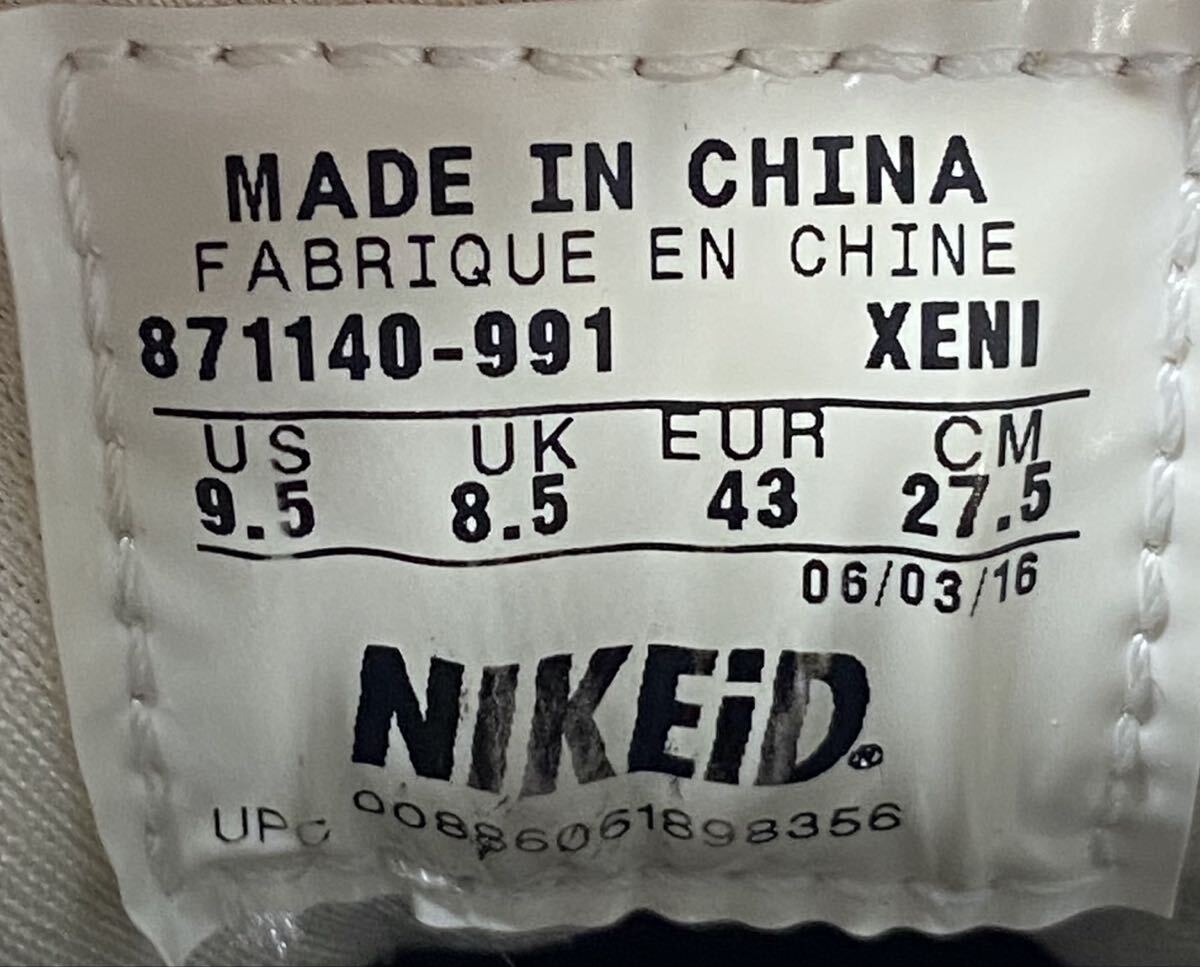 MADE IN CHINA
FABRIQUE EN CHINE
871140-991 XENI
US UK EUR CM
9.5 8.5 43 27.5
06/03/16
NIKEiD®
UPC 00886061898356